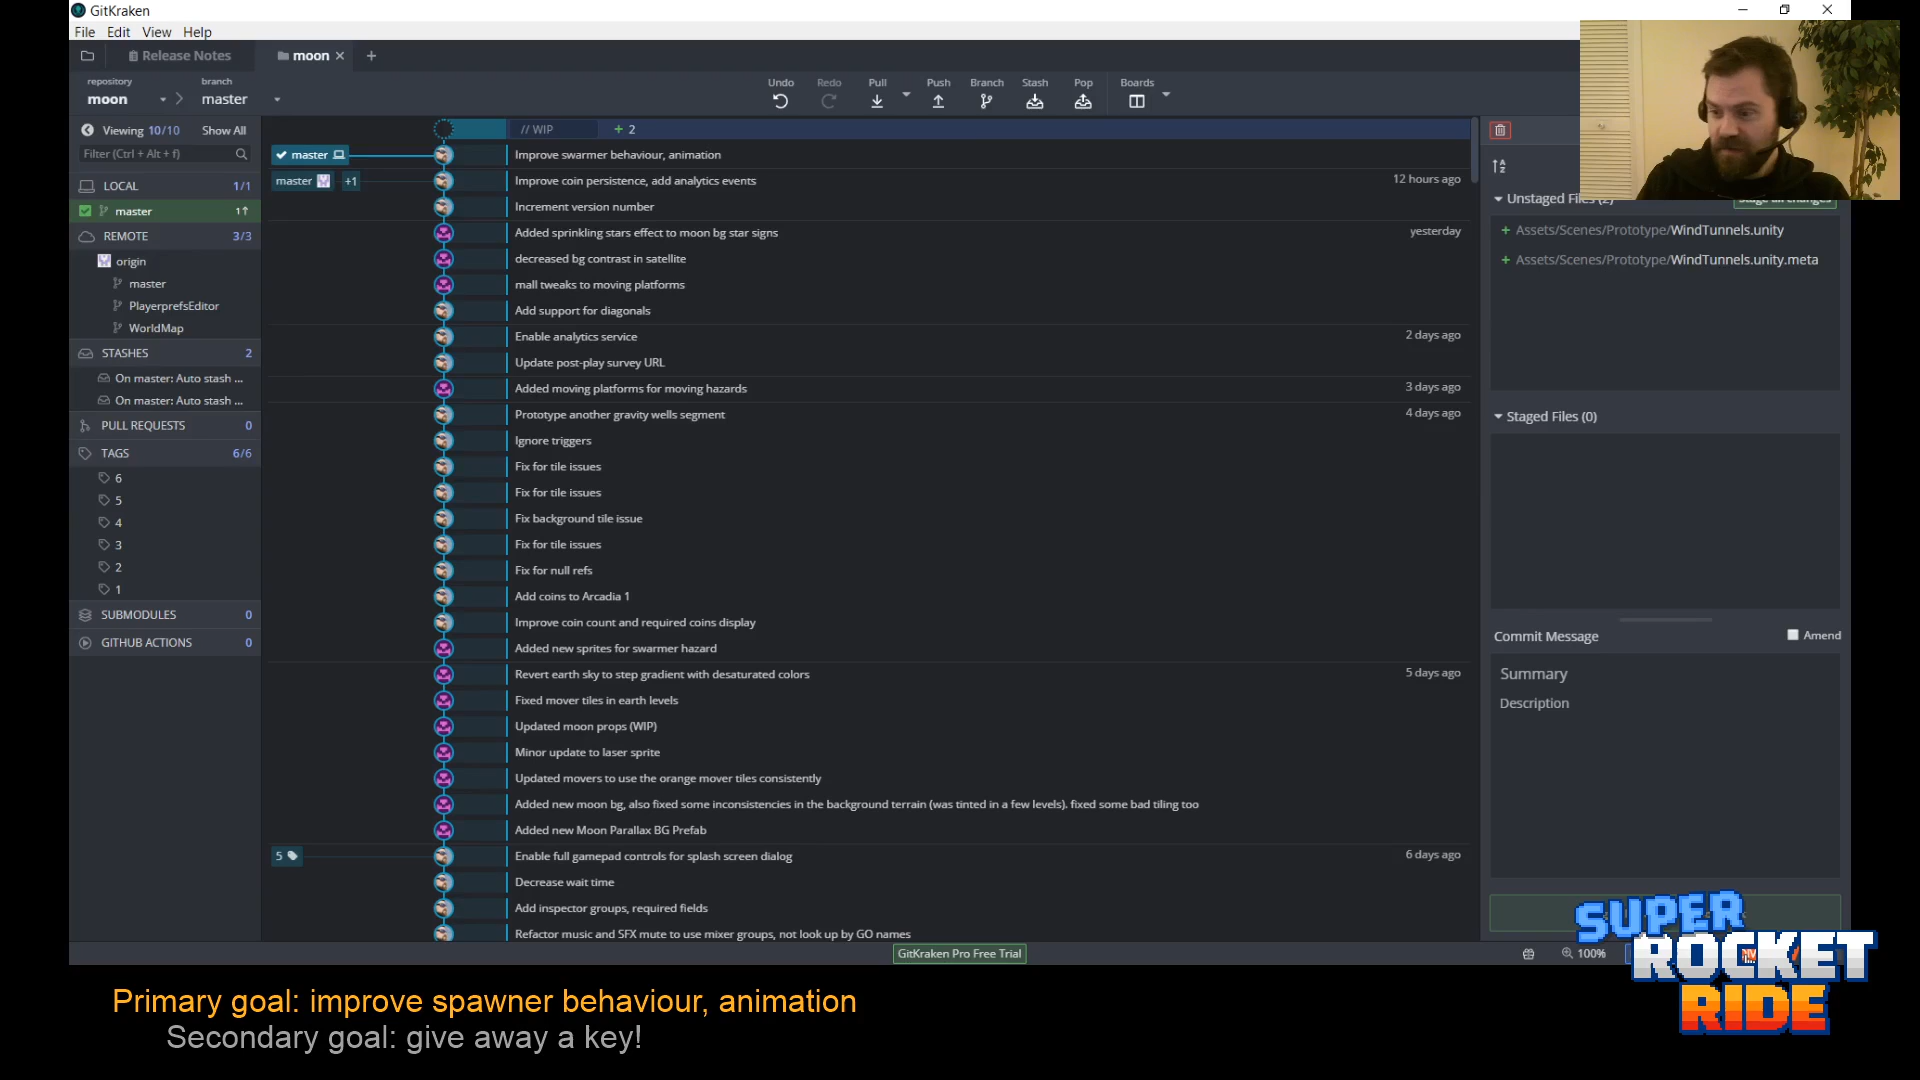 GitKraken
File Edit View Help
Release Notes
moon
repository
moon
branch
master
Undo
Redo
Pull
Push
Branch
Stash
Pop
Boards
Viewing 10/10 Show All
Filter (Ctrl + Alt + f)
LOCAL 1/1
master 1↑
REMOTE 3/3
origin
master
PlayerprefsEditor
WorldMap
STASHES 2
On master: Auto stash ...
On master: Auto stash ...
PULL REQUESTS 0
TAGS 6/6
6
5
4
3
2
1
SUBMODULES 0
GITHUB ACTIONS 0
// WIP + 2
master Improve swarmer behaviour, animation
master +1 Improve coin persistence, add analytics events 12 hours ago
Increment version number
Added sprinkling stars effect to moon bg star signs yesterday
decreased bg contrast in satellite
mall tweaks to moving platforms
Add support for diagonals
Enable analytics service 2 days ago
Update post-play survey URL
Added moving platforms for moving hazards 3 days ago
Prototype another gravity wells segment 4 days ago
Ignore triggers
Fix for tile issues
Fix for tile issues
Fix background tile issue
Fix for tile issues
Fix for null refs
Add coins to Arcadia 1
Improve coin count and required coins display
Added new sprites for swarmer hazard
Revert earth sky to step gradient with desaturated colors 5 days ago
Fixed mover tiles in earth levels
Updated moon props (WIP)
Minor update to laser sprite
Updated movers to use the orange mover tiles consistently
Added new moon bg, also fixed some inconsistencies in the background terrain (was tinted in a few levels). fixed some bad tiling too
Added new Moon Parallax BG Prefab
5 Enable full gamepad controls for splash screen dialog 6 days ago
Decrease wait time
Add inspector groups, required fields
Refactor music and SFX mute to use mixer groups, not look up by GO names
Unstaged Files (2)
Stage all changes
+ Assets/Scenes/Prototype/WindTunnels.unity
+ Assets/Scenes/Prototype/WindTunnels.unity.meta
Staged Files (0)
Commit Message
Amend
Summary
Description
GitKraken Pro Free Trial
100%
SUPER
ROCKET
RIDE
Primary goal: improve spawner behaviour, animation
Secondary goal: give away a key!